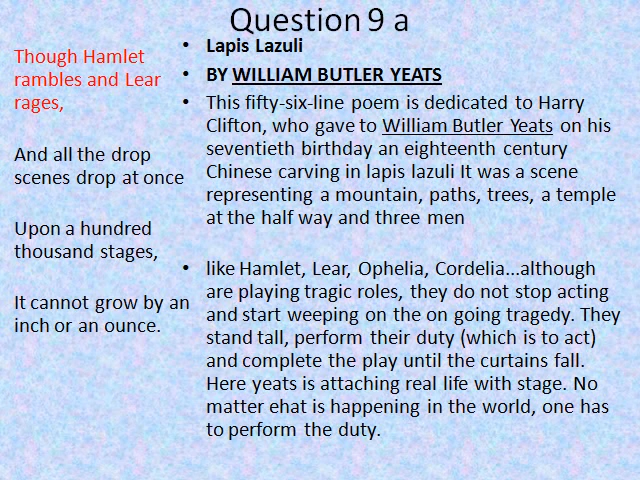 Question 9 a
Though Hamlet
rambles and Lear
rages,
And all the drop
scenes drop at once
Upon a hundred
thousand stages,
It cannot grow by an
inch or an ounce.
• Lapis Lazuli
• BY WILLIAM BUTLER YEATS
• This fifty-six-line poem is dedicated to Harry
Clifton, who gave to William Butler Yeats on his
seventieth birthday an eighteenth century
Chinese carving in lapis lazuli It was a scene
representing a mountain, paths, trees, a temple
at the half way and three men
• like Hamlet, Lear, Ophelia, Cordelia...although
are playing tragic roles, they do not stop acting
and start weeping on the on going tragedy. They
stand tall, perform their duty (which is to act)
and complete the play until the curtains fall.
Here yeats is attaching real life with stage. No
matter ehat is happening in the world, one has
to perform the duty.